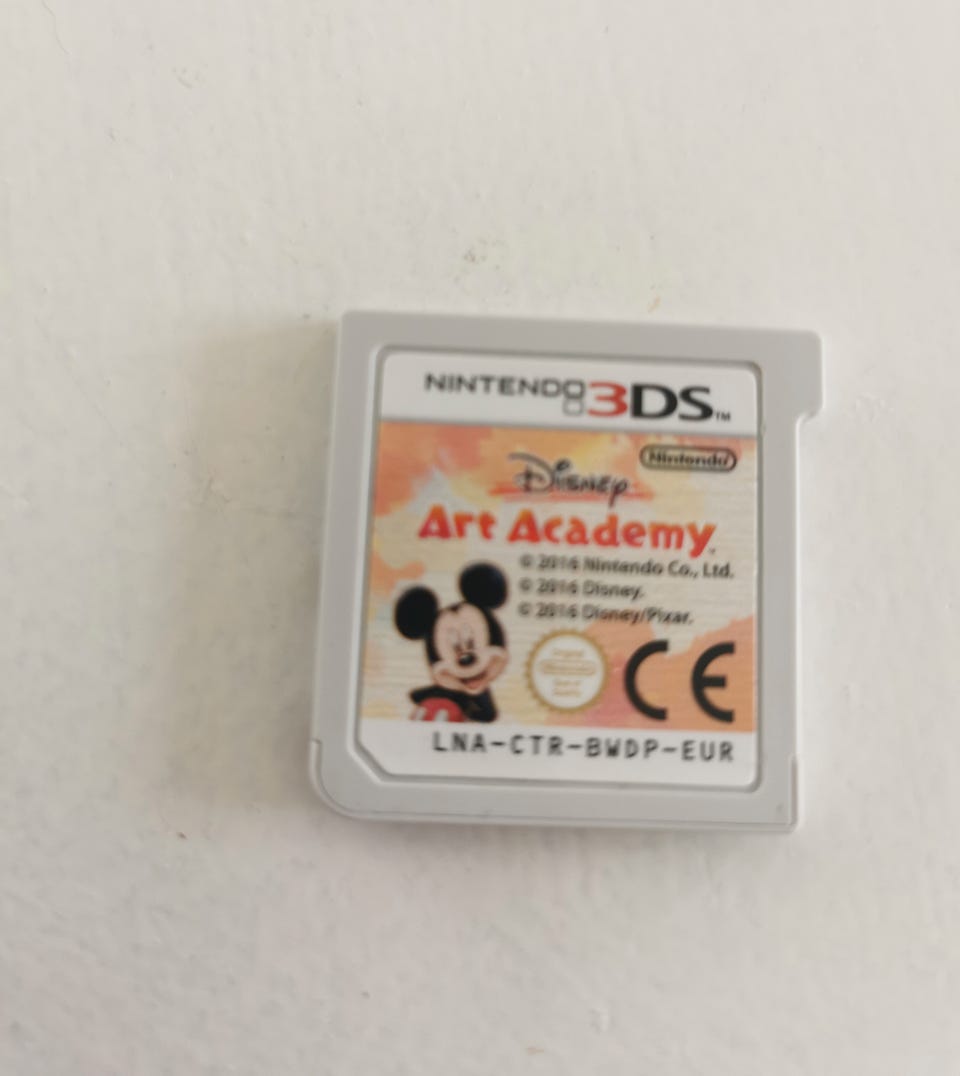 NINTENDO 3DS™
Nintendo
Disney
Art Academy
© 2016 Nintendo Co., Ltd.
© 2016 Disney.
© 2016 Disney/Pixar.
CE
LNA-CTR-BWDP-EUR